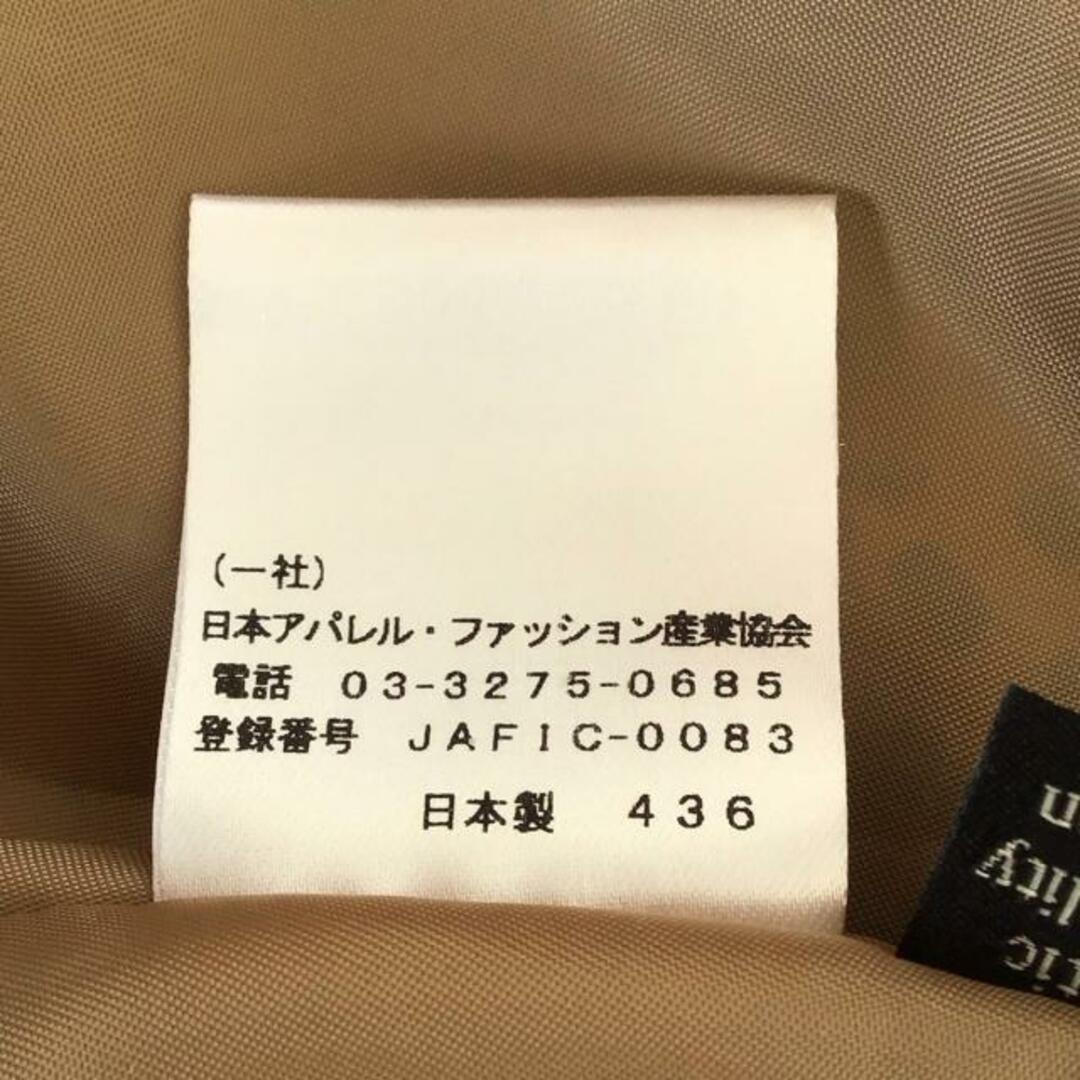 （一社）
日本アパレル・ファッション産業協会
電話　03-3275-0685
登録番号　JAFIC-0083
日本製　436